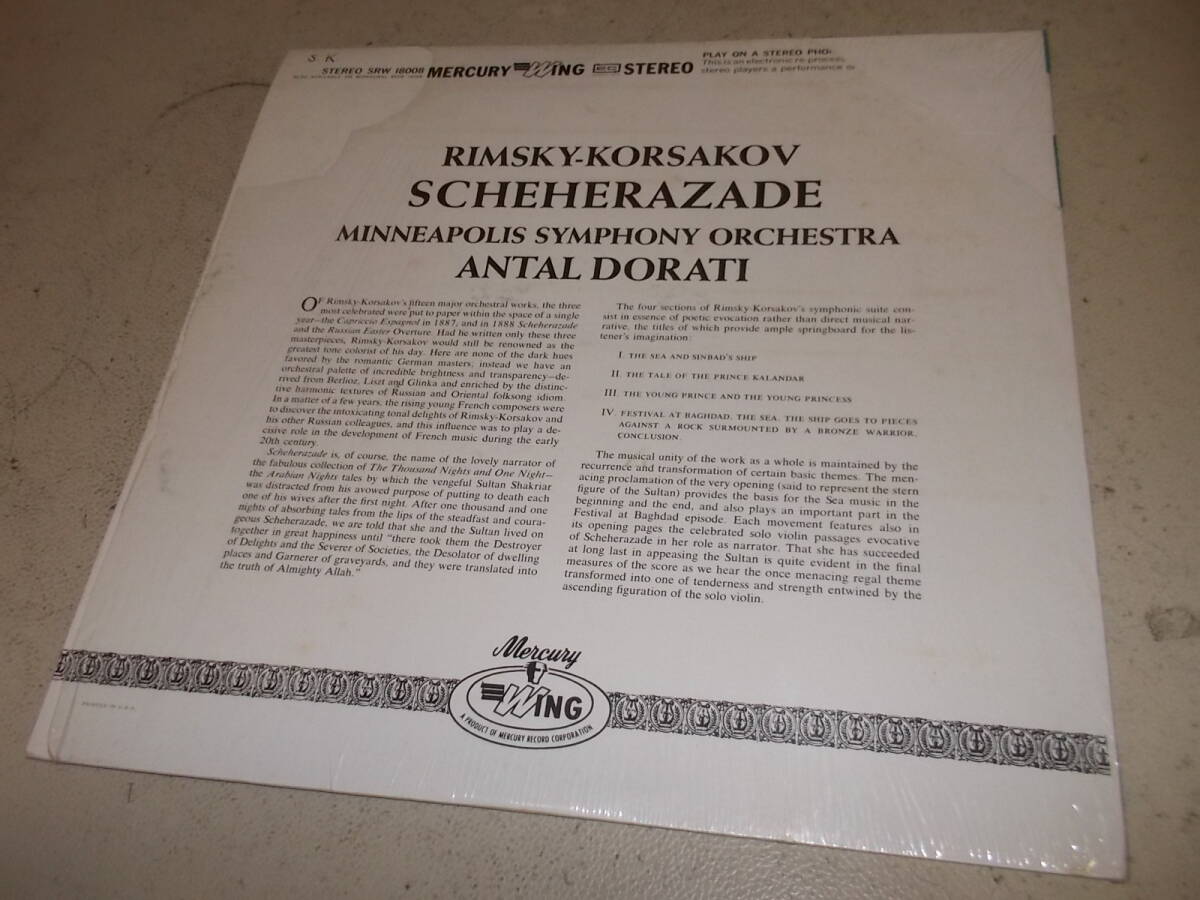 S K
STEREO SRW 18008 MERCURY WING STEREO
PLAY ON A STEREO PHO
This is an electronic re-process
stereo players a performance
RIMSKY-KORSAKOV
SCHEHERAZADE
MINNEAPOLIS SYMPHONY ORCHESTRA
ANTAL DORATI
OF Rimsky-Korsakov's fifteen major orchestral works, the three
most celebrated were put to paper within the space of a single
year—the Capriccio Espagnol in 1887, and in 1888 Scheherazade
and the Russian Easter Overture. Had he written only these three
masterpieces, Rimsky-Korsakov would still be renowned as the
greatest tone colorist of his day. Here are none of the dark hues
favored by the romantic German masters; instead we have an
orchestral palette of incredible brightness and transparency—de-
rived from Berlioz, Liszt and Glinka and enriched by the distinc-
tive harmonic textures of Russian and Oriental folksong idiom.
In a matter of a few years, the rising young French composers were
to discover the intoxicating tonal delights of Rimsky-Korsakov and
his other Russian colleagues, and this influence was to play a de-
cisive role in the development of French music during the early
20th century.
Scheherazade is, of course, the name of the lovely narrator of
the fabulous collection of The Thousand Nights and One Night—
the Arabian Nights tales by which the vengeful Sultan Shakriar
was distracted from his avowed purpose of putting to death each
one of his wives after the first night. After one thousand and one
nights of absorbing tales from the lips of the steadfast and coura-
geous Scheherazade, we are told that she and the Sultan lived on
together in great happiness until "there took them the Destroyer
of Delights and the Severer of Societies, the Desolator of dwelling
places and Garnerer of graveyards, and they were translated into
the truth of Almighty Allah."
The four sections of Rimsky-Korsakov's symphonic suite con-
sist in essence of poetic evocation rather than direct musical nar-
rative, the titles of which provide ample springboard for the lis-
tener's imagination:
I. THE SEA AND SINBAD'S SHIP
II. THE TALE OF THE PRINCE KALANDAR
III. THE YOUNG PRINCE AND THE YOUNG PRINCESS
IV. FESTIVAL AT BAGHDAD. THE SEA. THE SHIP GOES TO PIECES
AGAINST A ROCK SURMOUNTED BY A BRONZE WARRIOR.
CONCLUSION.
The musical unity of the work as a whole is maintained by the
recurrence and transformation of certain basic themes. The men-
acing proclamation of the very opening (said to represent the stern
figure of the Sultan) provides the basis for the Sea music in the
beginning and the end, and also plays an important part in the
Festival at Baghdad episode. Each movement features also in
its opening pages the celebrated solo violin passages evocative
of Scheherazade in her role as narrator. That she has succeeded
at long last in appeasing the Sultan is quite evident in the final
measures of the score as we hear the once menacing regal theme
transformed into one of tenderness and strength entwined by the
ascending figuration of the solo violin.
Mercury
WING
A PRODUCT OF MERCURY RECORD CORPORATION
PRINTED IN U.S.A.